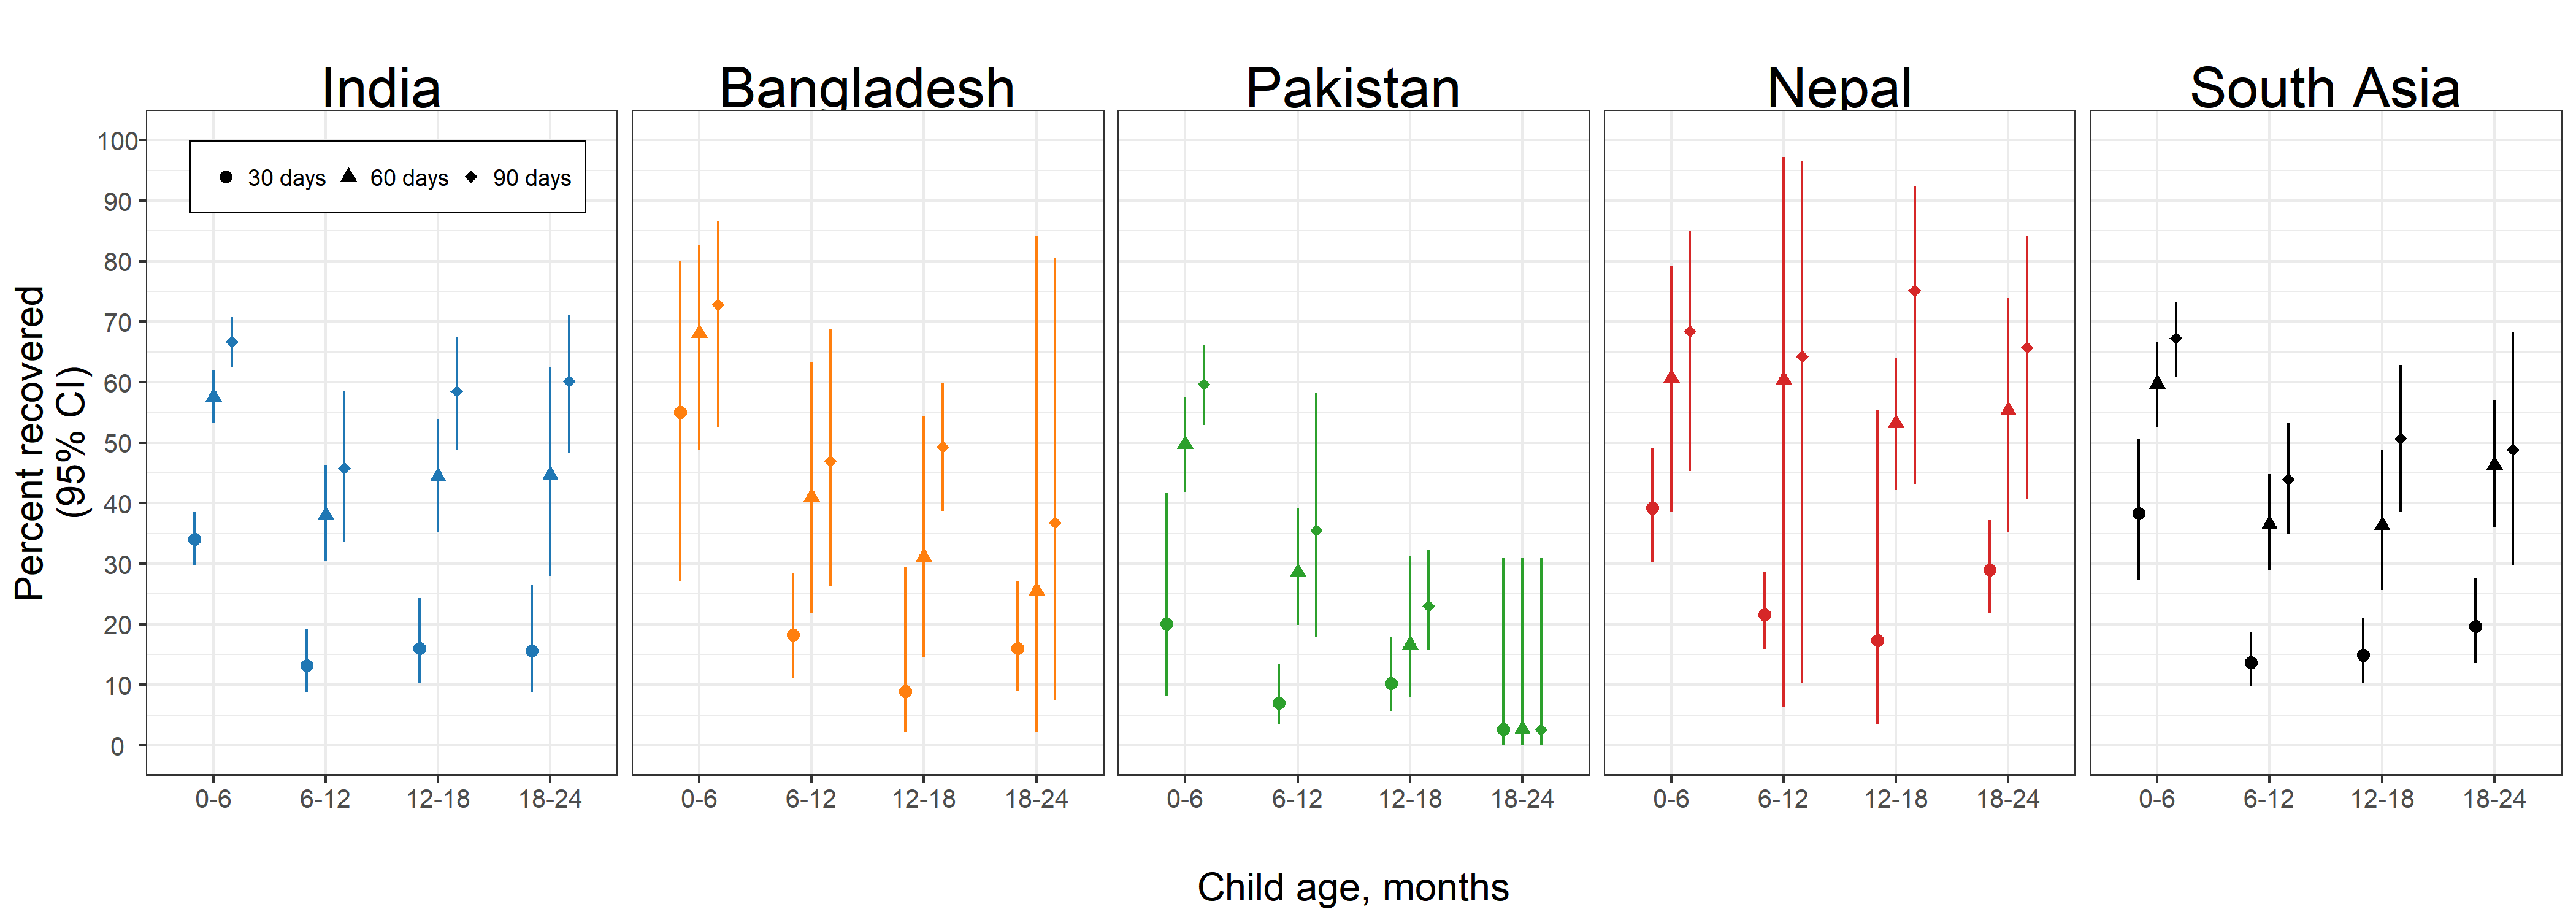 India Bangladesh Pakistan Nepal South Asia
100
30 days 60 days 90 days
90
80
70
60
50
40
30
20
10
0
Percent recovered
(95% CI)
0-6 6-12 12-18 18-24 0-6 6-12 12-18 18-24 0-6 6-12 12-18 18-24 0-6 6-12 12-18 18-24 0-6 6-12 12-18 18-24
Child age, months